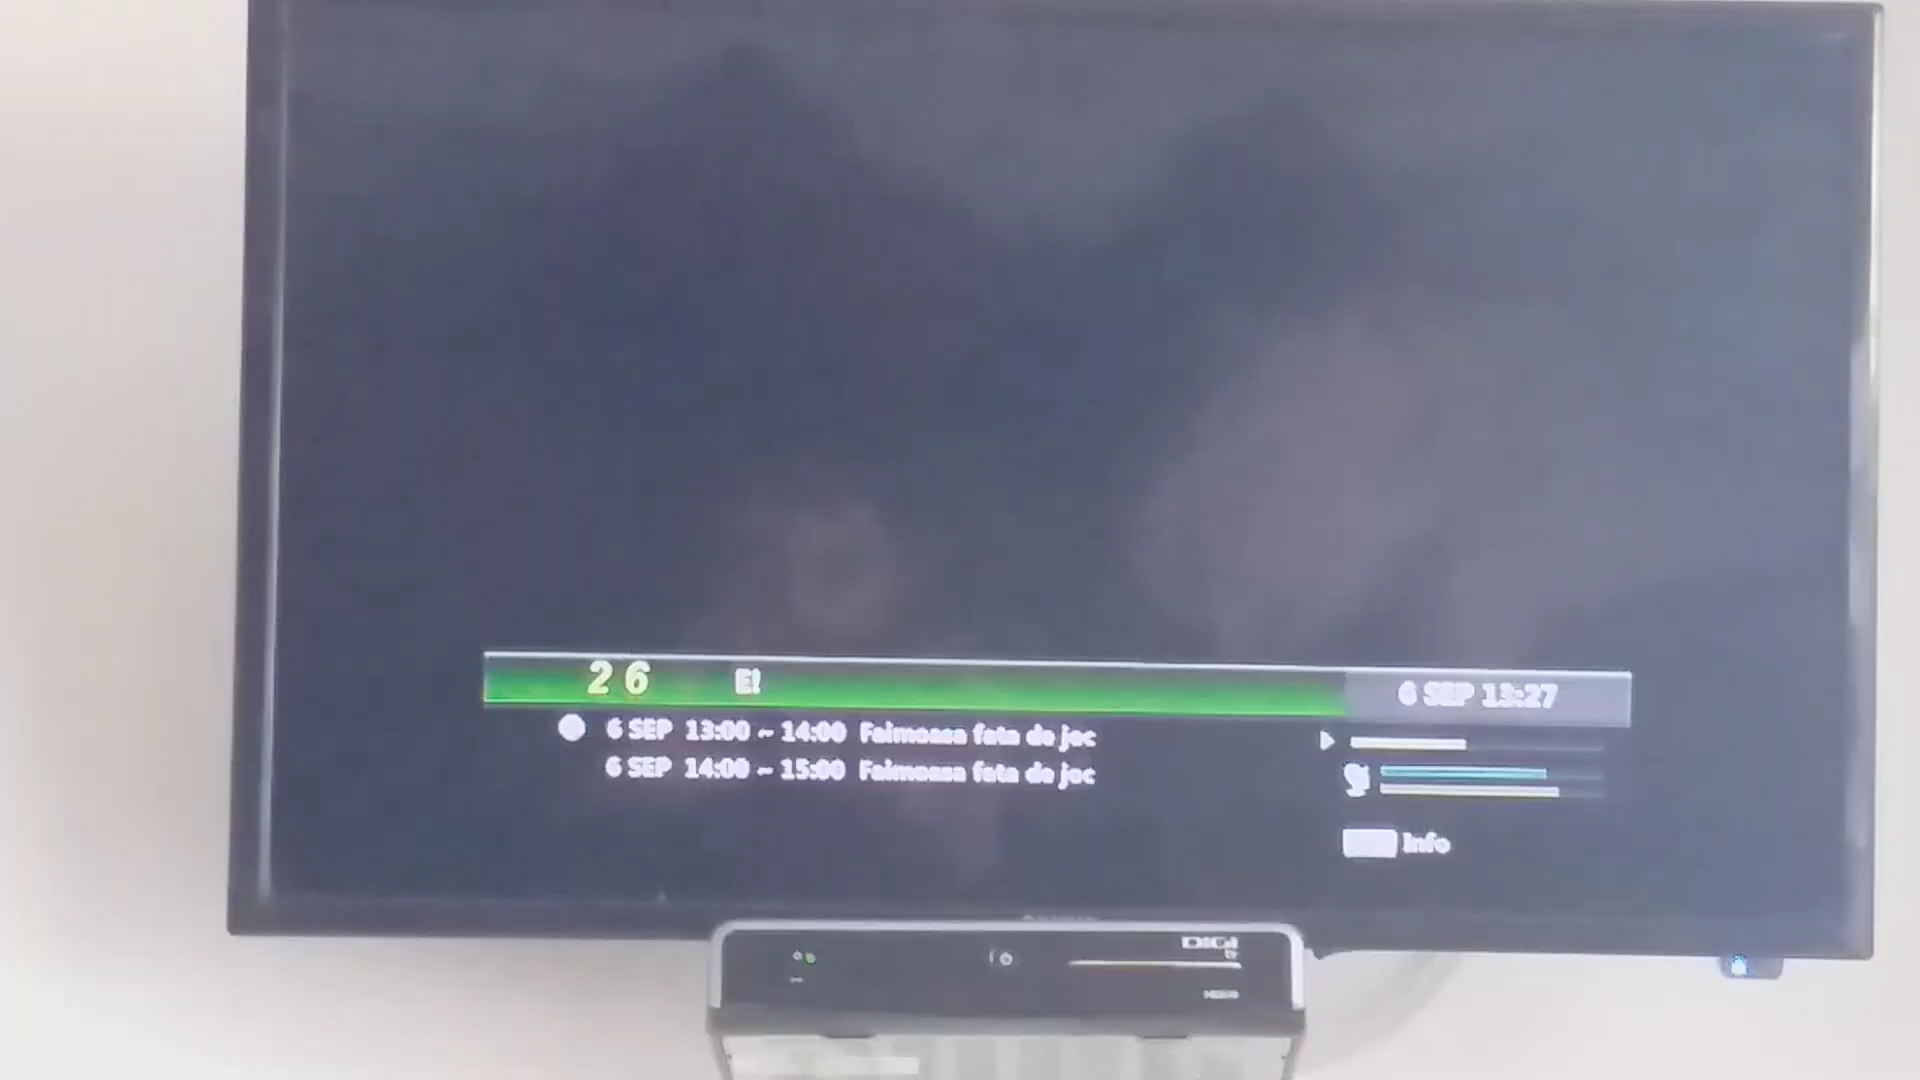 26 E! 6 SEP 13:27
6 SEP 13:00 ~ 14:00 Faimoasa fata de joc
6 SEP 14:00 ~ 15:00 Faimoasa fata de joc
Info
DIGI
tv